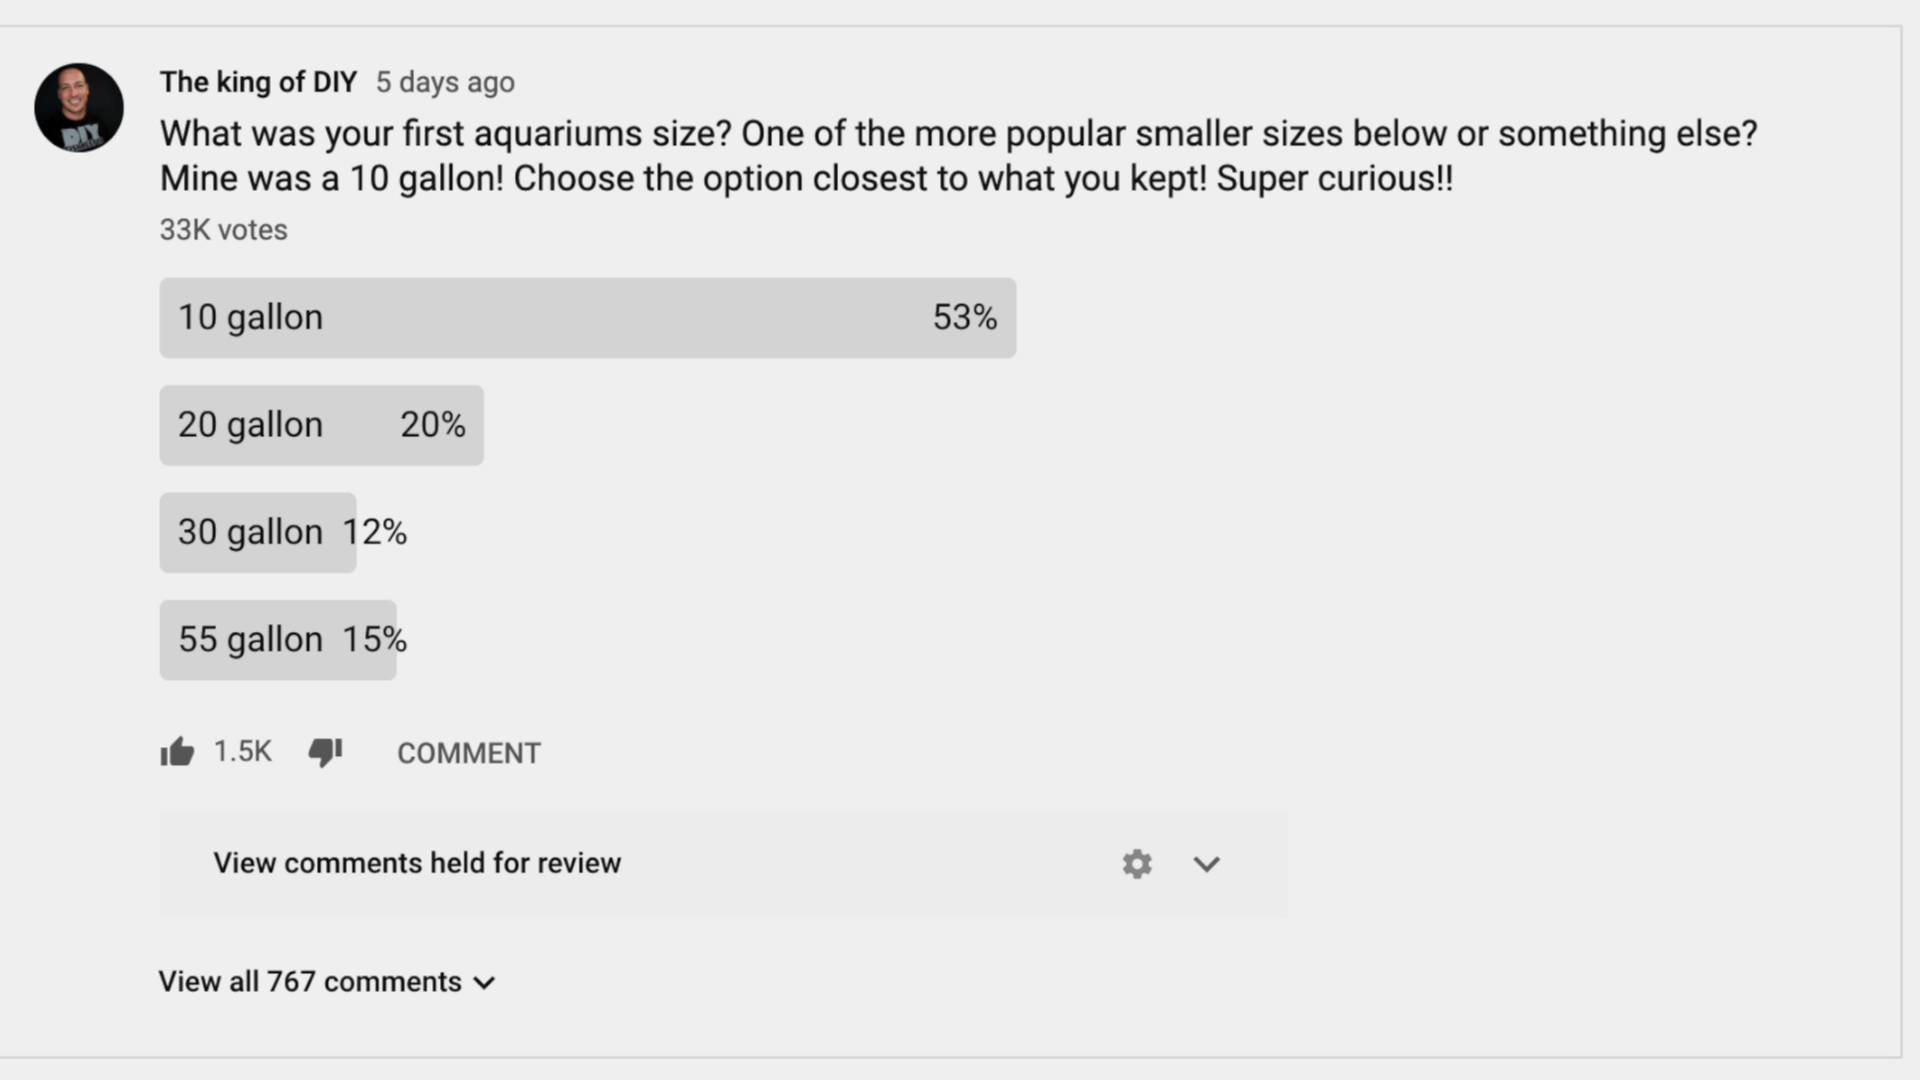 The king of DIY 5 days ago
What was your first aquariums size? One of the more popular smaller sizes below or something else?
Mine was a 10 gallon! Choose the option closest to what you kept! Super curious!!
33K votes
10 gallon 53%
20 gallon 20%
30 gallon 12%
55 gallon 15%
1.5K COMMENT
View comments held for review
View all 767 comments
DIY